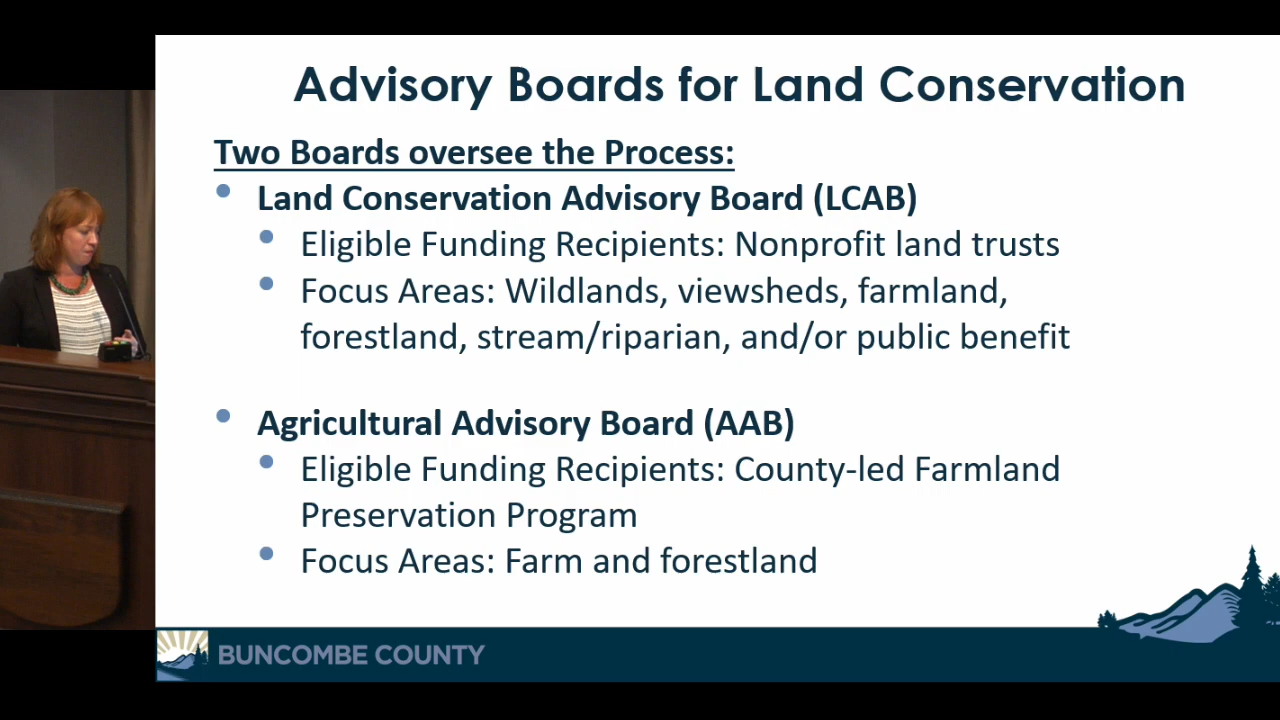 Advisory Boards for Land Conservation
Two Boards oversee the Process:
• Land Conservation Advisory Board (LCAB)
• Eligible Funding Recipients: Nonprofit land trusts
• Focus Areas: Wildlands, viewsheds, farmland,
forestland, stream/riparian, and/or public benefit
• Agricultural Advisory Board (AAB)
• Eligible Funding Recipients: County-led Farmland
Preservation Program
• Focus Areas: Farm and forestland
BUNCOMBE COUNTY